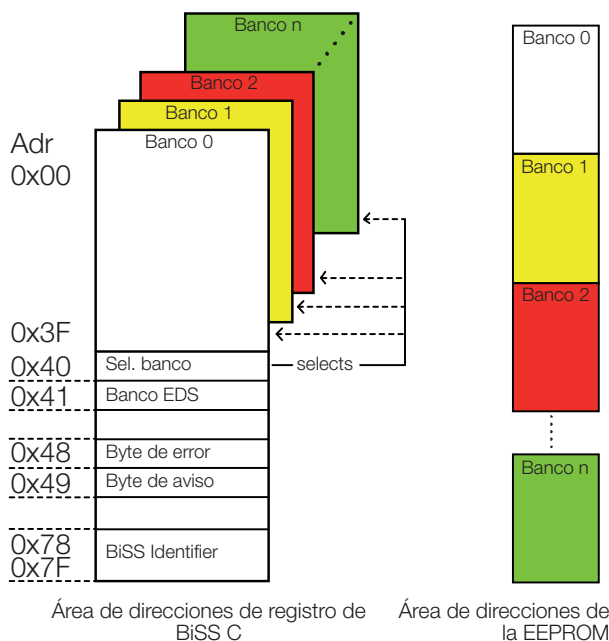 Banco n
Banco 2
Banco 1
Banco 0
Adr
0x00
0x3F
0x40
Sel. banco
selects
0x41
Banco EDS
0x48
Byte de error
0x49
Byte de aviso
0x78
0x7F
BiSS Identifier
Área de direcciones de registro de
BiSS C
Banco 0
Banco 1
Banco 2
Banco n
Área de direcciones de
la EEPROM